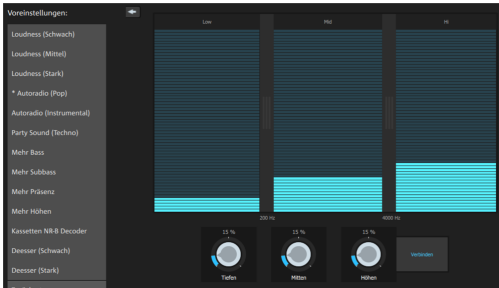 Voreinstellungen:
Loudness (Schwach)
Loudness (Mittel)
Loudness (Stark)
* Autoradio (Pop)
Autoradio (Instrumental)
Party Sound (Techno)
Mehr Bass
Mehr Subbass
Mehr Präsenz
Mehr Höhen
Kassetten NR-B Decoder
Deesser (Schwach)
Deesser (Stark)
Low
Mid
Hi
200 Hz
4000 Hz
15 %
15 %
15 %
Tiefen
Mitten
Höhen
Verbinden